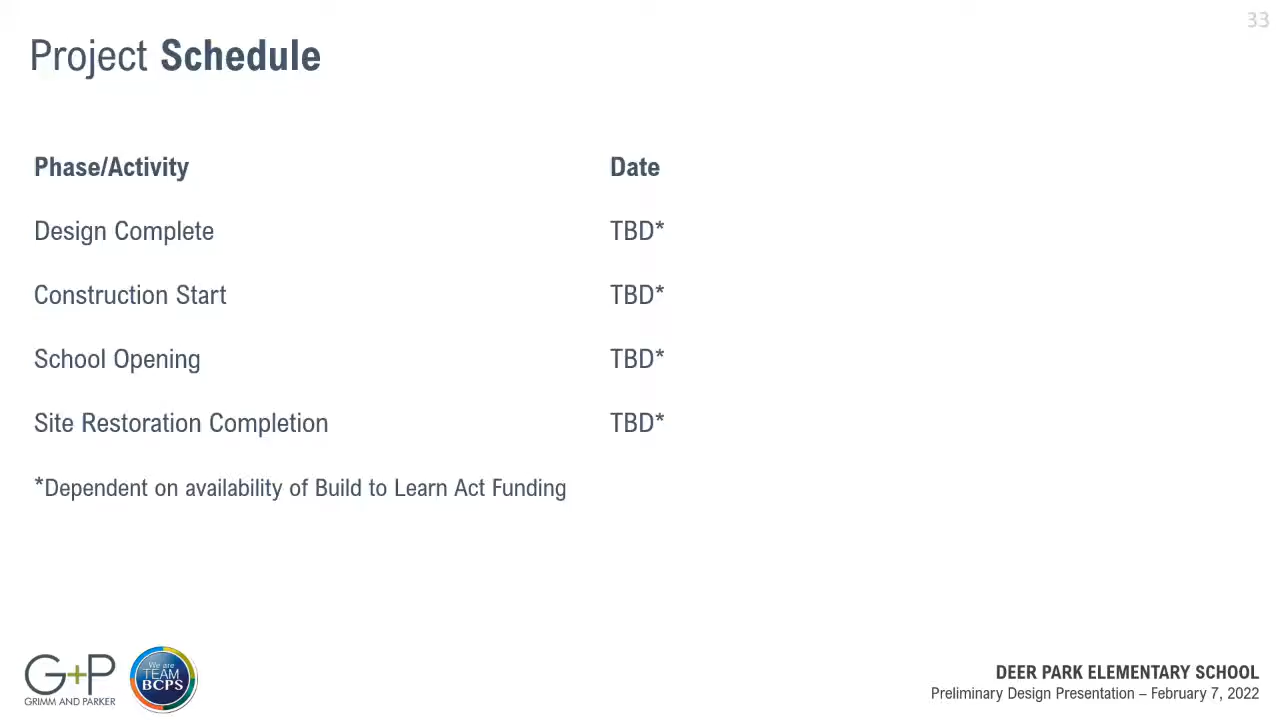 33
Project Schedule
Phase/Activity Date
Design Complete TBD*
Construction Start TBD*
School Opening TBD*
Site Restoration Completion TBD*
*Dependent on availability of Build to Learn Act Funding
G+P
GRIMM AND PARKER
We are
TEAM
BCPS
DEER PARK ELEMENTARY SCHOOL
Preliminary Design Presentation – February 7, 2022